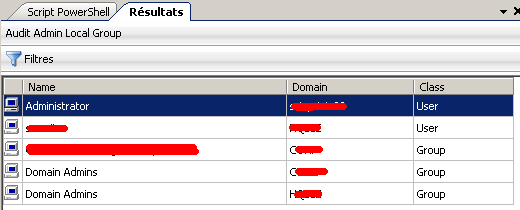 Script PowerShell Résultats
Audit Admin Local Group
Filtres
Name Domain Class
Administrator User
User
Group
Domain Admins Group
Domain Admins Group